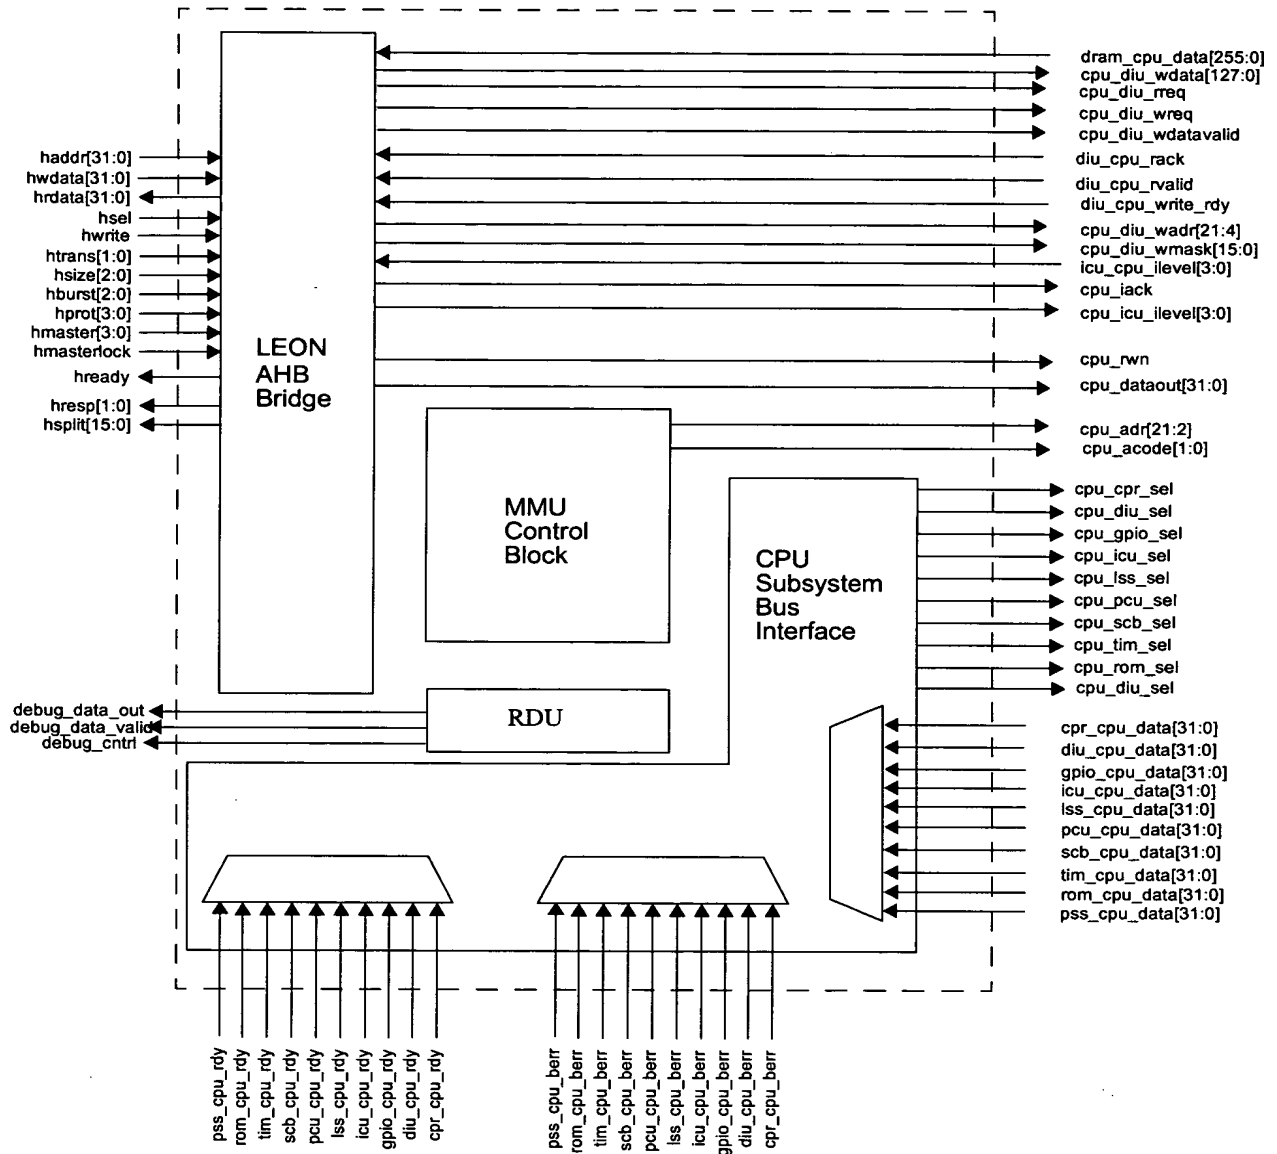 haddr[31:0]
hwdata[31:0]
hrdata[31:0]
hsel
hwrite
htrans[1:0]
hsize[2:0]
hburst[2:0]
hprot[3:0]
hmaster[3:0]
hmasterlock
hready
hresp[1:0]
hsplit[15:0]
debug_data_out
debug_data_valid
debug_cntrl
LEON
AHB
Bridge
MMU
Control
Block
RDU
CPU
Subsystem
Bus
Interface
dram_cpu_data[255:0]
cpu_diu_wdata[127:0]
cpu_diu_rreq
cpu_diu_wreq
cpu_diu_wdatavalid
diu_cpu_rack
diu_cpu_rvalid
diu_cpu_write_rdy
cpu_diu_wadr[21:4]
cpu_diu_wmask[15:0]
icu_cpu_ilevel[3:0]
cpu_iack
cpu_icu_ilevel[3:0]
cpu_rwn
cpu_dataout[31:0]
cpu_adr[21:2]
cpu_acode[1:0]
cpu_cpr_sel
cpu_diu_sel
cpu_gpio_sel
cpu_icu_sel
cpu_lss_sel
cpu_pcu_sel
cpu_scb_sel
cpu_tim_sel
cpu_rom_sel
cpu_diu_sel
cpr_cpu_data[31:0]
diu_cpu_data[31:0]
gpio_cpu_data[31:0]
icu_cpu_data[31:0]
lss_cpu_data[31:0]
pcu_cpu_data[31:0]
scb_cpu_data[31:0]
tim_cpu_data[31:0]
rom_cpu_data[31:0]
pss_cpu_data[31:0]
pss_cpu_rdy
rom_cpu_rdy
tim_cpu_rdy
scb_cpu_rdy
pcu_cpu_rdy
lss_cpu_rdy
icu_cpu_rdy
gpio_cpu_rdy
diu_cpu_rdy
cpr_cpu_rdy
pss_cpu_berr
rom_cpu_berr
tim_cpu_berr
scb_cpu_berr
pcu_cpu_berr
lss_cpu_berr
icu_cpu_berr
gpio_cpu_berr
diu_cpu_berr
cpr_cpu_berr